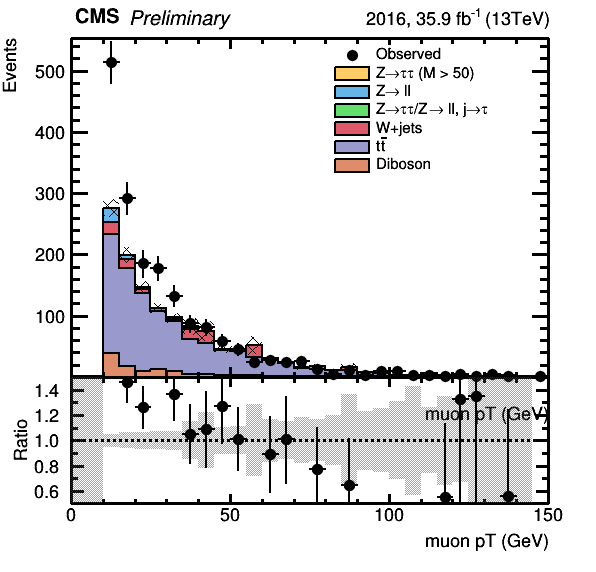 CMS Preliminary 2016, 35.9 fb⁻¹ (13TeV)
Events
500
400
300
200
100
Observed
Z→ττ (M > 50)
Z→ ll
Z→ττ/Z→ ll, j→τ
W+jets
tt̄
Diboson
muon pT (GeV)
Ratio
1.4
1.2
1.0
0.8
0.6
0 50 100 150
muon pT (GeV)